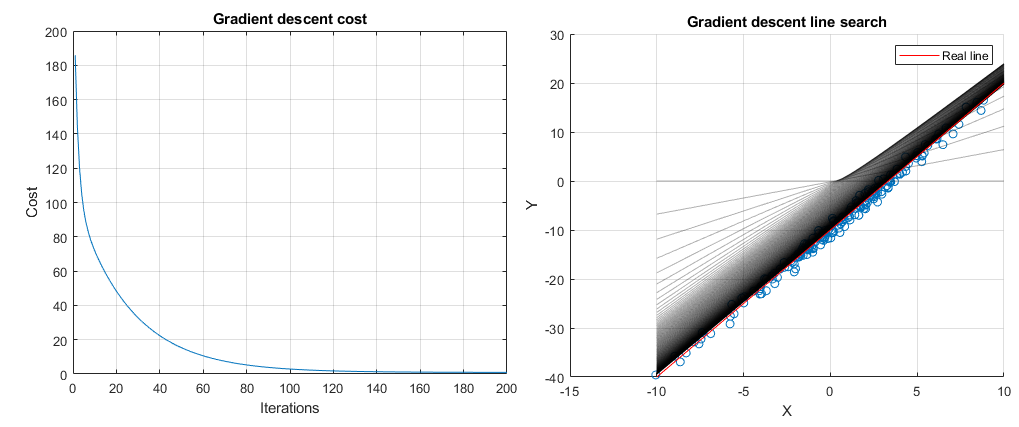 Gradient descent cost
200
180
160
140
120
100
80
60
40
20
0
Cost
0 20 40 60 80 100 120 140 160 180 200
Iterations
Gradient descent line search
Real line
30
20
10
0
-10
-20
-30
-40
Y
-15 -10 -5 0 5 10
X